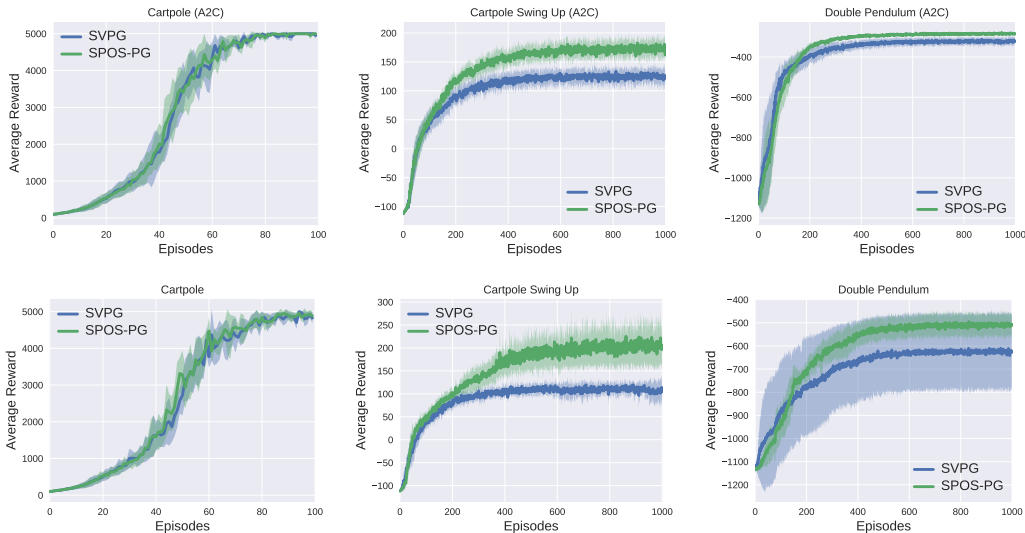 Cartpole (A2C)
5000
4000
3000
2000
1000
0
Average Reward
SVPG
SPOS-PG
0 20 40 60 80 100
Episodes
Cartpole Swing Up (A2C)
200
150
100
50
0
−50
−100
Average Reward
SVPG
SPOS-PG
0 200 400 600 800 1000
Episodes
Double Pendulum (A2C)
−400
−600
−800
−1000
−1200
Average Reward
SVPG
SPOS-PG
0 200 400 600 800 1000
Episodes
Cartpole
5000
4000
3000
2000
1000
0
Average Reward
SVPG
SPOS-PG
0 20 40 60 80 100
Episodes
Cartpole Swing Up
300
250
200
150
100
50
0
−50
−100
Average Reward
SVPG
SPOS-PG
0 200 400 600 800 1000
Episodes
Double Pendulum
−400
−500
−600
−700
−800
−900
−1000
−1100
−1200
Average Reward
SVPG
SPOS-PG
0 200 400 600 800 1000
Episodes